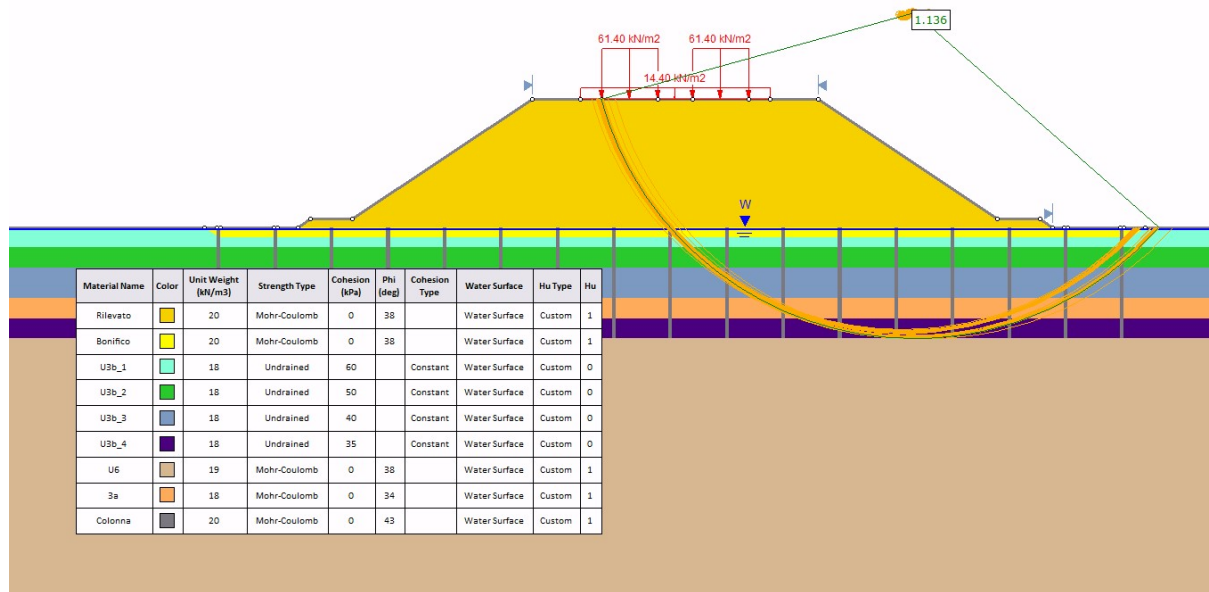 1.136
61.40 kN/m2 61.40 kN/m2
14.40 kN/m2
W
Material Name Color Unit Weight (kN/m3) Strength Type Cohesion (kPa) Phi (deg) Cohesion Type Water Surface Hu Type Hu
Rilevato 20 Mohr-Coulomb 0 38 Water Surface Custom 1
Bonifico 20 Mohr-Coulomb 0 38 Water Surface Custom 1
U3b_1 18 Undrained 60 Constant Water Surface Custom 0
U3b_2 18 Undrained 50 Constant Water Surface Custom 0
U3b_3 18 Undrained 40 Constant Water Surface Custom 0
U3b_4 18 Undrained 35 Constant Water Surface Custom 0
U6 19 Mohr-Coulomb 0 38 Water Surface Custom 1
3a 18 Mohr-Coulomb 0 34 Water Surface Custom 1
Colonna 20 Mohr-Coulomb 0 43 Water Surface Custom 1